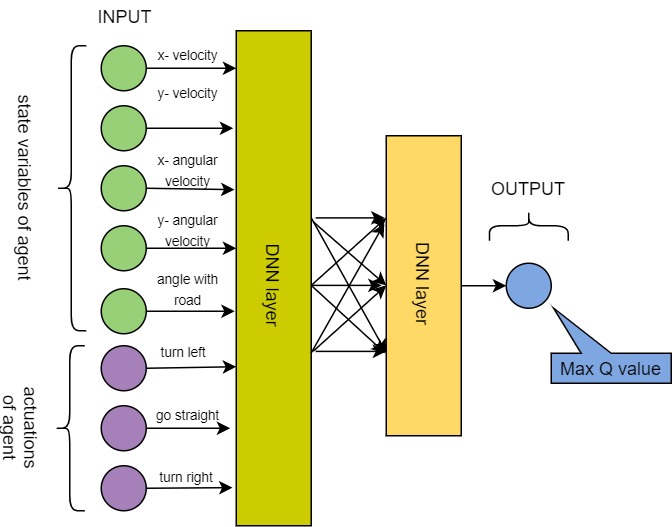 INPUT
x- velocity
y- velocity
x- angular
velocity
y- angular
velocity
angle with
road
turn left
go straight
turn right
state variables of agent
actuations
of agent
DNN layer
DNN layer
OUTPUT
Max Q value